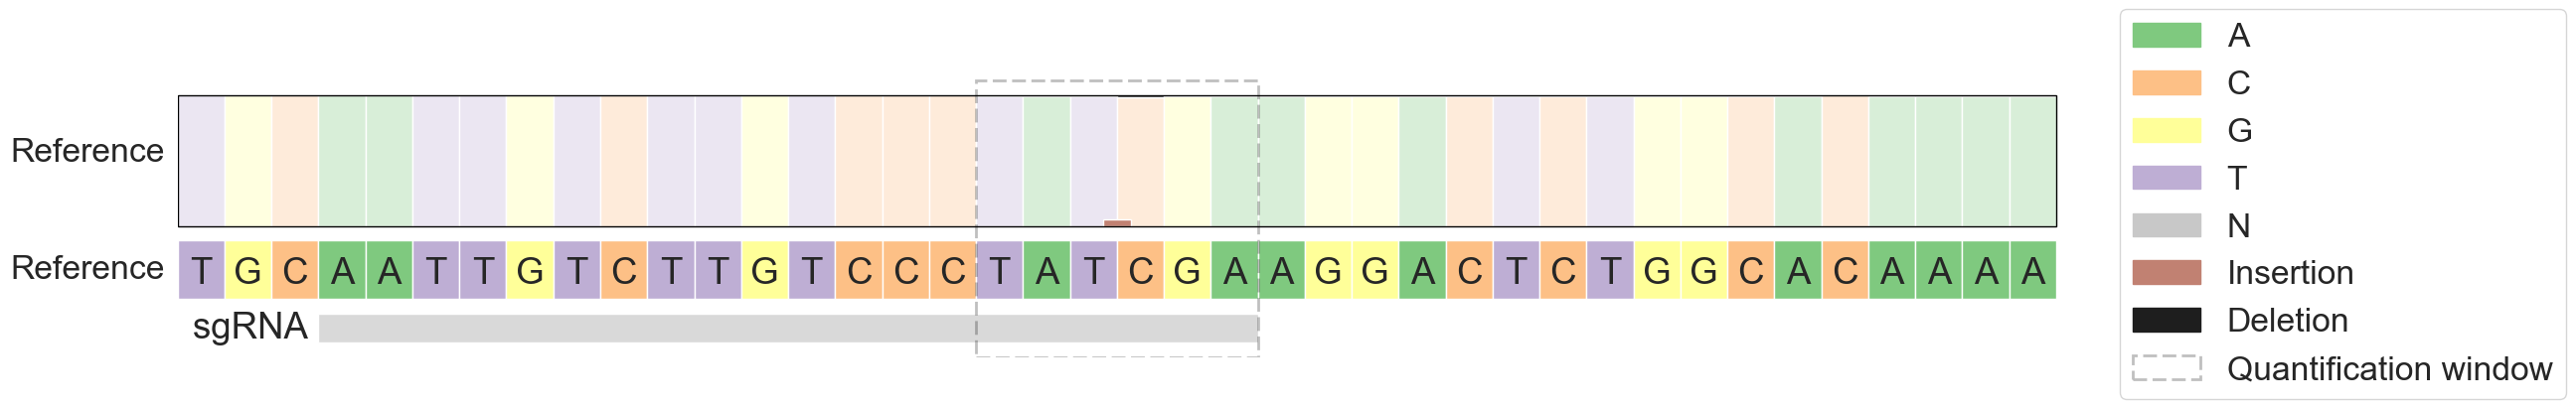 Reference
Reference T G C A A T T G T C T T G T C C C T A T C G A A G G A C T C T G G C A C A A A A
sgRNA
A
C
G
T
N
Insertion
Deletion
Quantification window